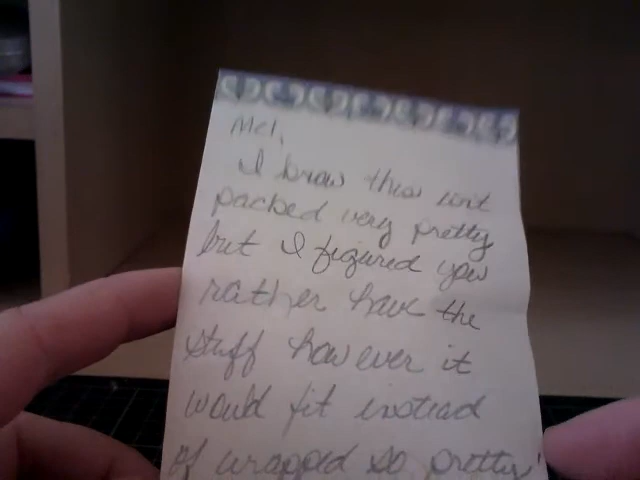 Mel,
I know this isnt
packed very pretty
but I figured you
rather have the
stuff however it
would fit instead
of wrapped so pretty!